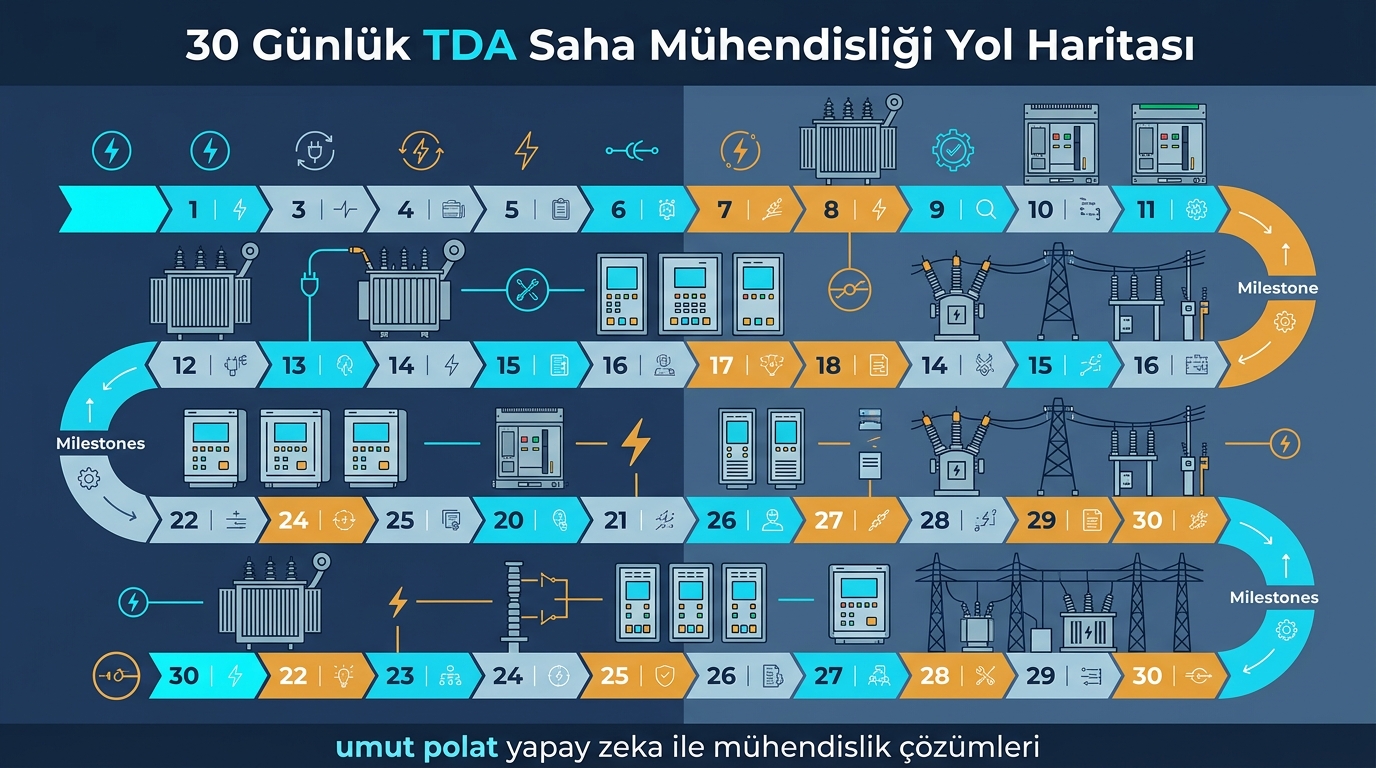 30 Günlük TDA Saha Mühendisliği Yol Haritası
1 3 4 5 6 7 8 9 10 11
Milestone
12 13 14 15 16 17 18 14 15 16
Milestones
22 24 25 20 21 26 27 28 29 30
Milestones
30 22 23 24 25 26 27 28 29 30
umut polat yapay zeka ile mühendislik çözümleri